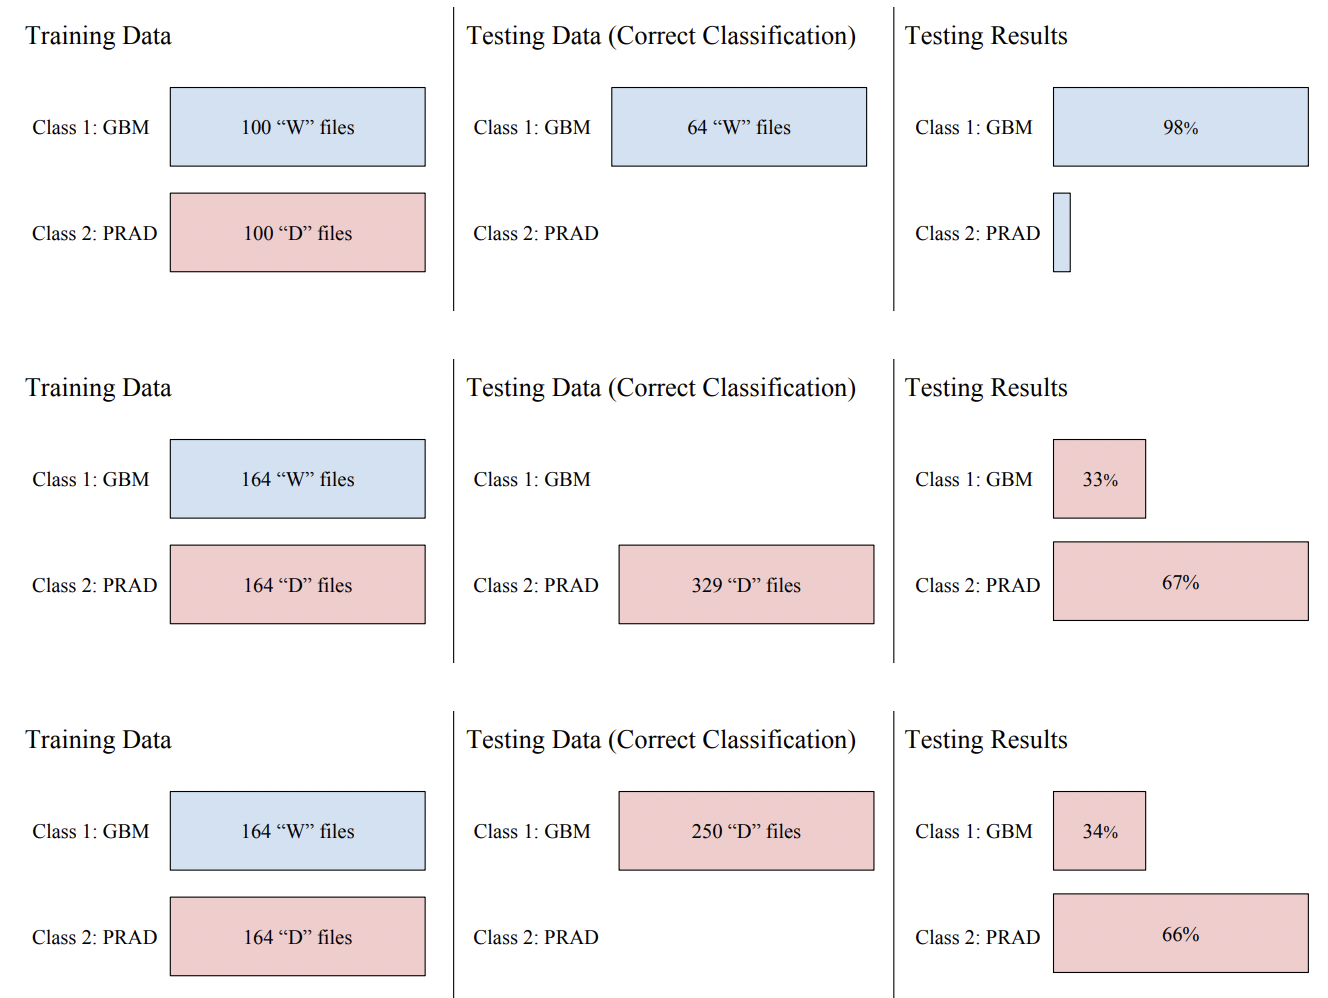 Training Data
Testing Data (Correct Classification)
Testing Results
Class 1: GBM
100 “W” files
Class 1: GBM
64 “W” files
Class 1: GBM
98%
Class 2: PRAD
100 “D” files
Class 2: PRAD
Class 2: PRAD
Training Data
Testing Data (Correct Classification)
Testing Results
Class 1: GBM
164 “W” files
Class 1: GBM
Class 1: GBM
33%
Class 2: PRAD
164 “D” files
Class 2: PRAD
329 “D” files
Class 2: PRAD
67%
Training Data
Testing Data (Correct Classification)
Testing Results
Class 1: GBM
164 “W” files
Class 1: GBM
250 “D” files
Class 1: GBM
34%
Class 2: PRAD
164 “D” files
Class 2: PRAD
Class 2: PRAD
66%